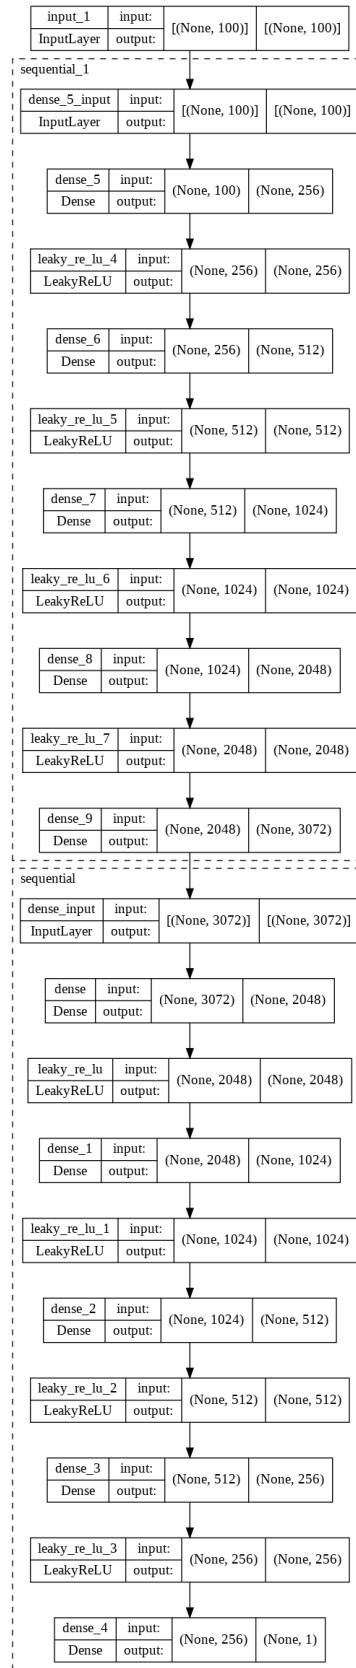 input_1 input: [(None, 100)] [(None, 100)]
InputLayer output:
sequential_1
dense_5_input input: [(None, 100)] [(None, 100)]
InputLayer output:
dense_5 input: (None, 100) (None, 256)
Dense output:
leaky_re_lu_4 input: (None, 256) (None, 256)
LeakyReLU output:
dense_6 input: (None, 256) (None, 512)
Dense output:
leaky_re_lu_5 input: (None, 512) (None, 512)
LeakyReLU output:
dense_7 input: (None, 512) (None, 1024)
Dense output:
leaky_re_lu_6 input: (None, 1024) (None, 1024)
LeakyReLU output:
dense_8 input: (None, 1024) (None, 2048)
Dense output:
leaky_re_lu_7 input: (None, 2048) (None, 2048)
LeakyReLU output:
dense_9 input: (None, 2048) (None, 3072)
Dense output:
sequential
dense_input input: [(None, 3072)] [(None, 3072)]
InputLayer output:
dense input: (None, 3072) (None, 2048)
Dense output:
leaky_re_lu input: (None, 2048) (None, 2048)
LeakyReLU output:
dense_1 input: (None, 2048) (None, 1024)
Dense output:
leaky_re_lu_1 input: (None, 1024) (None, 1024)
LeakyReLU output:
dense_2 input: (None, 1024) (None, 512)
Dense output:
leaky_re_lu_2 input: (None, 512) (None, 512)
LeakyReLU output:
dense_3 input: (None, 512) (None, 256)
Dense output:
leaky_re_lu_3 input: (None, 256) (None, 256)
LeakyReLU output:
dense_4 input: (None, 256) (None, 1)
Dense output: